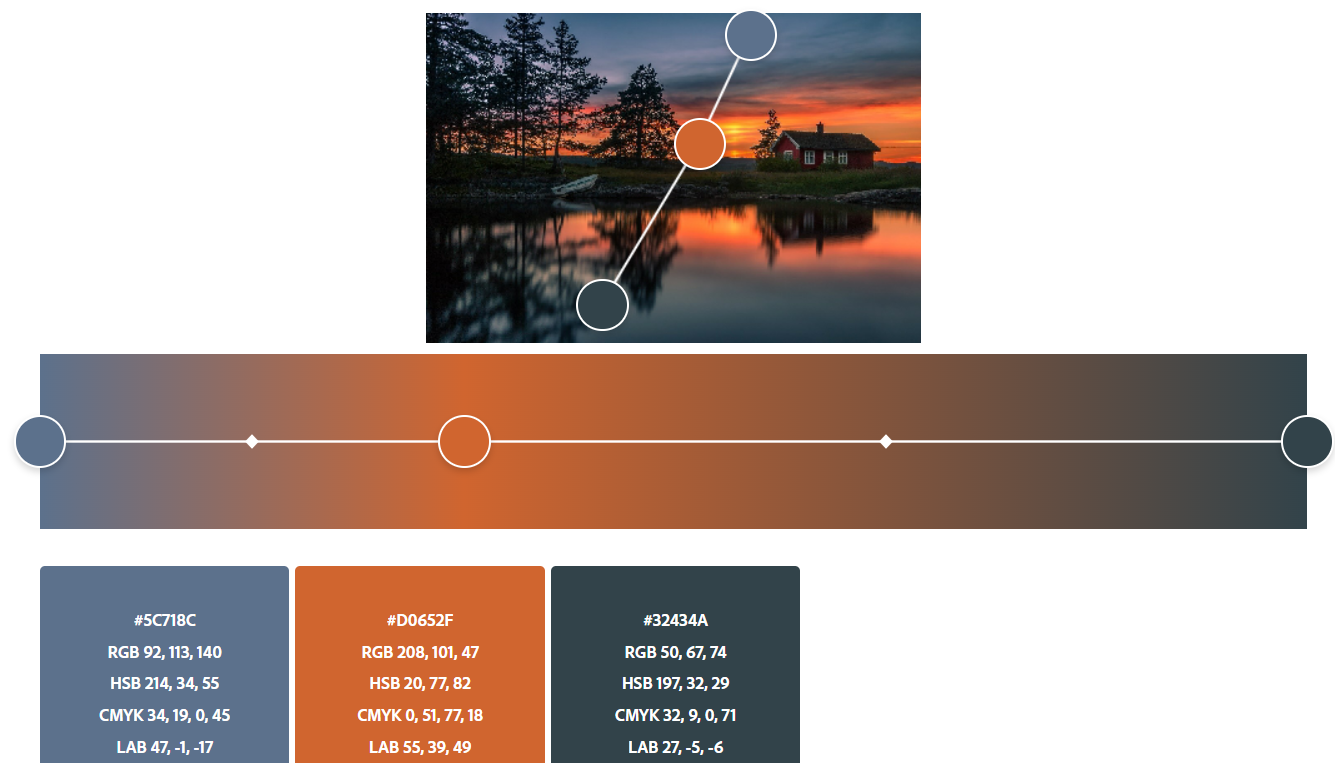 #5C718C
RGB 92, 113, 140
HSB 214, 34, 55
CMYK 34, 19, 0, 45
LAB 47, -1, -17
#D0652F
RGB 208, 101, 47
HSB 20, 77, 82
CMYK 0, 51, 77, 18
LAB 55, 39, 49
#32434A
RGB 50, 67, 74
HSB 197, 32, 29
CMYK 32, 9, 0, 71
LAB 27, -5, -6